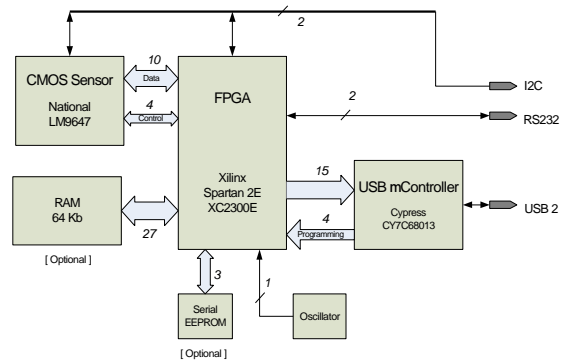 2
CMOS Sensor
National
LM9647
10
Data
4
Control
FPGA
Xilinx
Spartan 2E
XC2300E
I2C
2
RS232
RAM
64 Kb
27
[ Optional ]
15
4
Programming
USB mController
Cypress
CY7C68013
USB 2
3
1
Serial
EEPROM
Oscillator
[ Optional ]